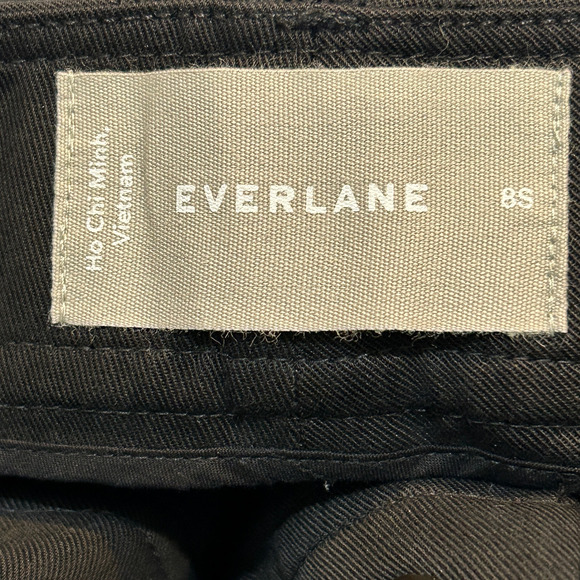 Ho Chi Minh,
Vietnam
EVERLANE
8S